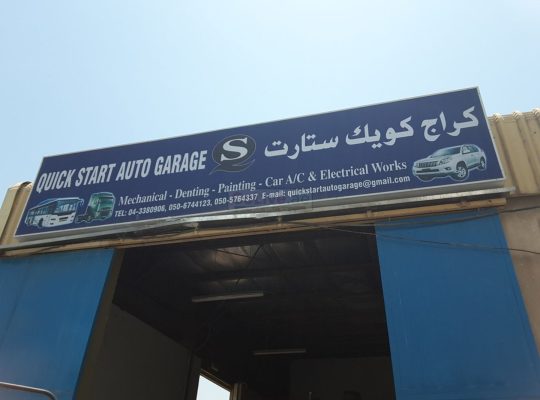 QUICK START AUTO GARAGE
S
كراج كويك ستارت
Mechanical - Denting - Painting - Car A/C & Electrical Works
TEL: 04-3380906, 050-6744123, 050-5764337 E-mail: quickstartautogarage@gmail.com